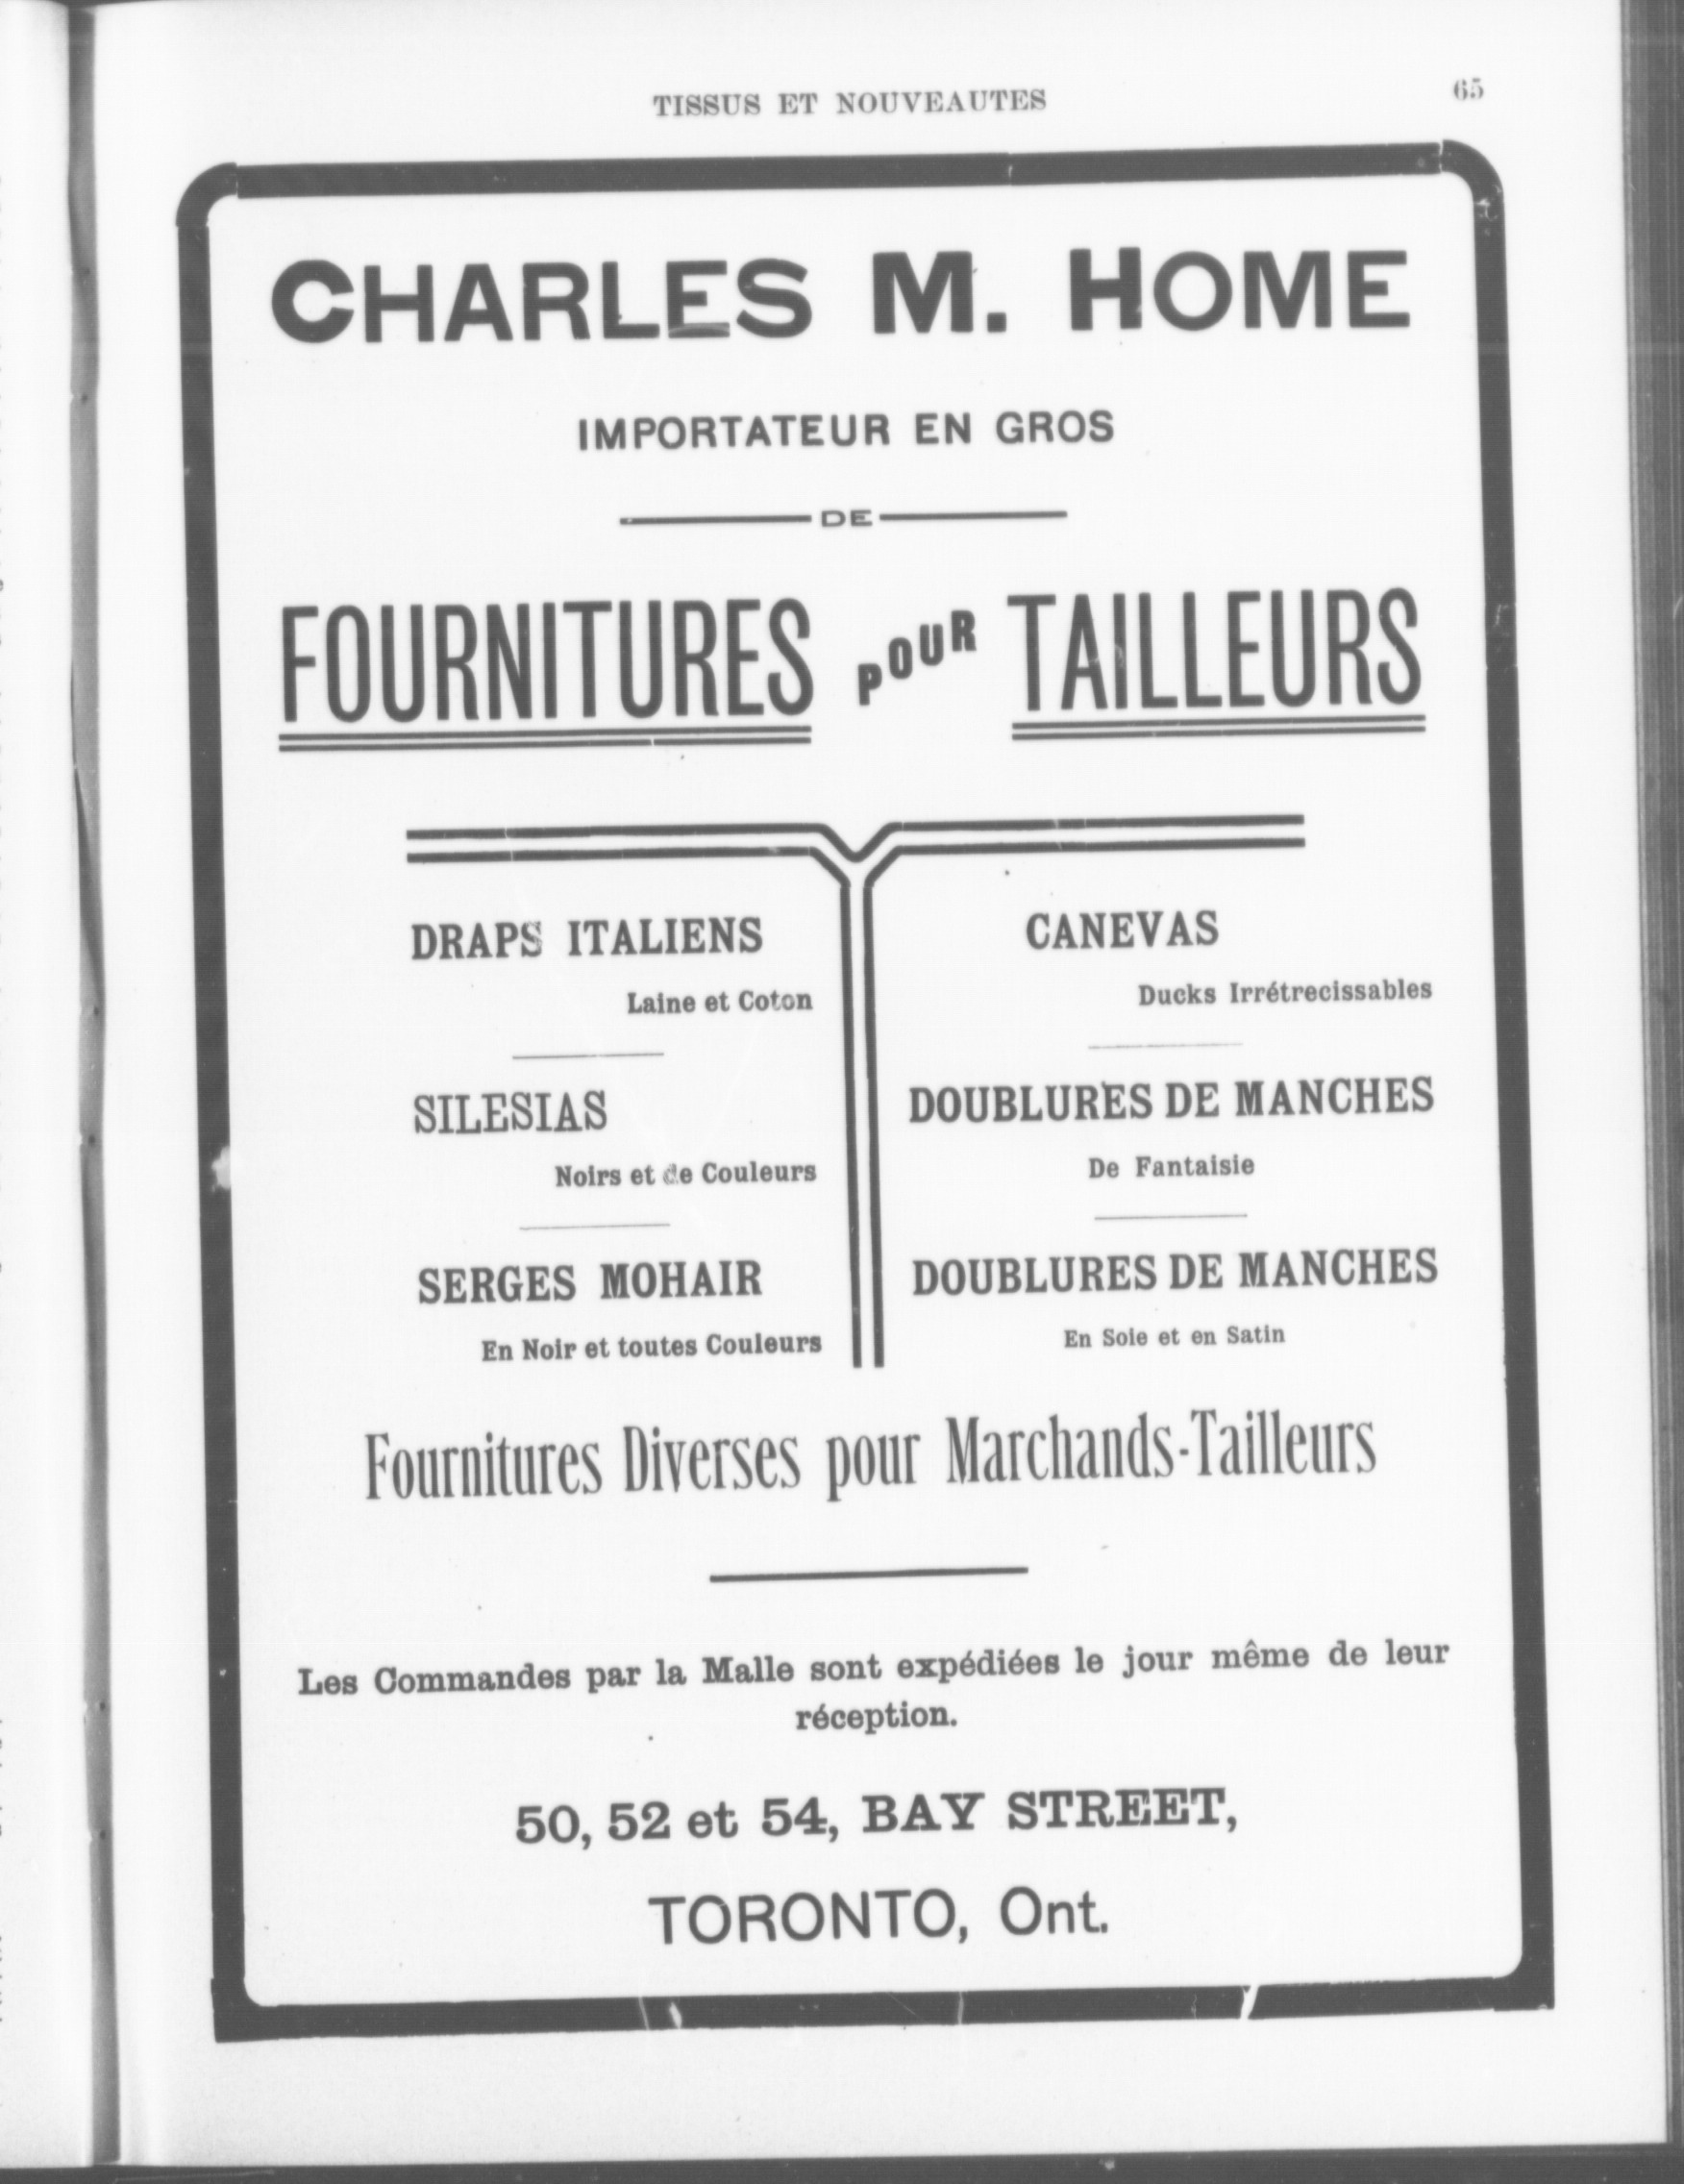 TISSUS ET NOUVEAUTES
65
CHARLES M. HOME
IMPORTATEUR EN GROS
DE
FOURNITURES POUR TAILLEURS
DRAPS ITALIENS
Laine et Coton
SILESIAS
Noirs et de Couleurs
SERGES MOHAIR
En Noir et toutes Couleurs
CANEVAS
Ducks Irrétrecissables
DOUBLURES DE MANCHES
De Fantaisie
DOUBLURES DE MANCHES
En Soie et en Satin
Fournitures Diverses pour Marchands-Tailleurs
Les Commandes par la Malle sont expédiées le jour même de leur
réception.
50, 52 et 54, BAY STREET,
TORONTO, Ont.